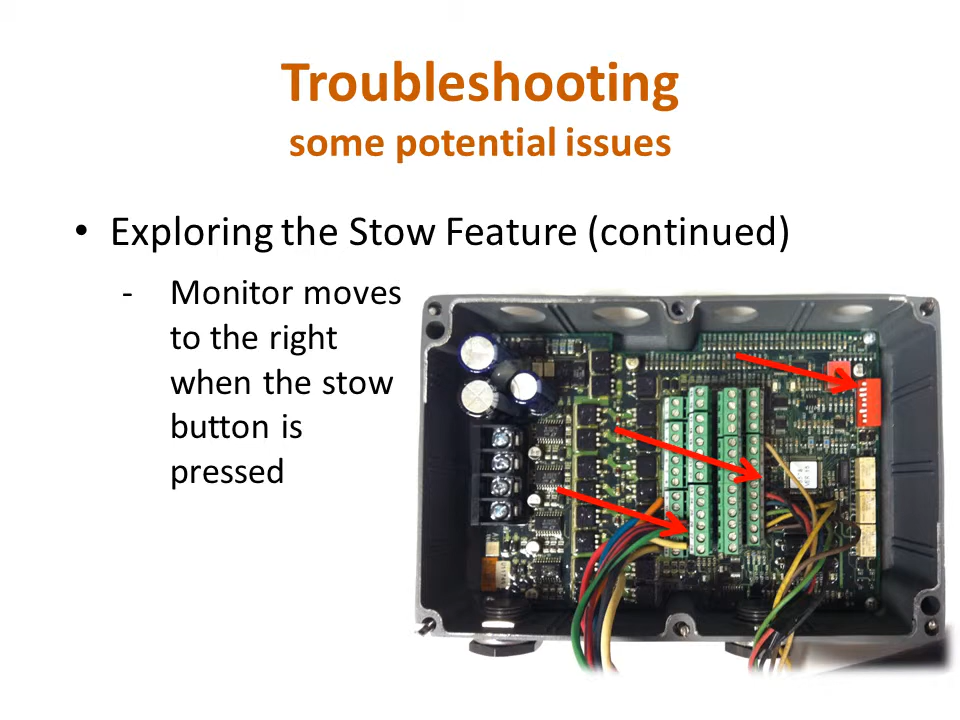 Troubleshooting
some potential issues
• Exploring the Stow Feature (continued)
- Monitor moves
to the right
when the stow
button is
pressed